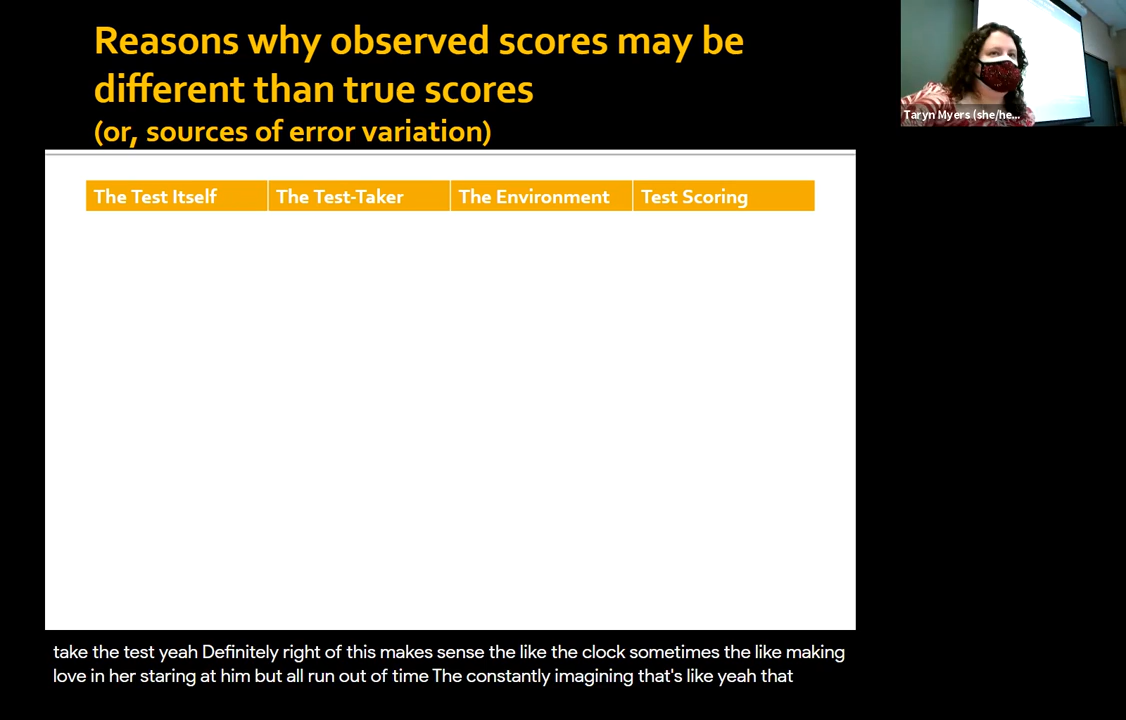 Reasons why observed scores may be
different than true scores
(or, sources of error variation)
Taryn Myers (she/he...
The Test Itself
The Test-Taker
The Environment
Test Scoring
take the test yeah Definitely right of this makes sense the like the clock sometimes the like making
love in her staring at him but all run out of time The constantly imagining that's like yeah that